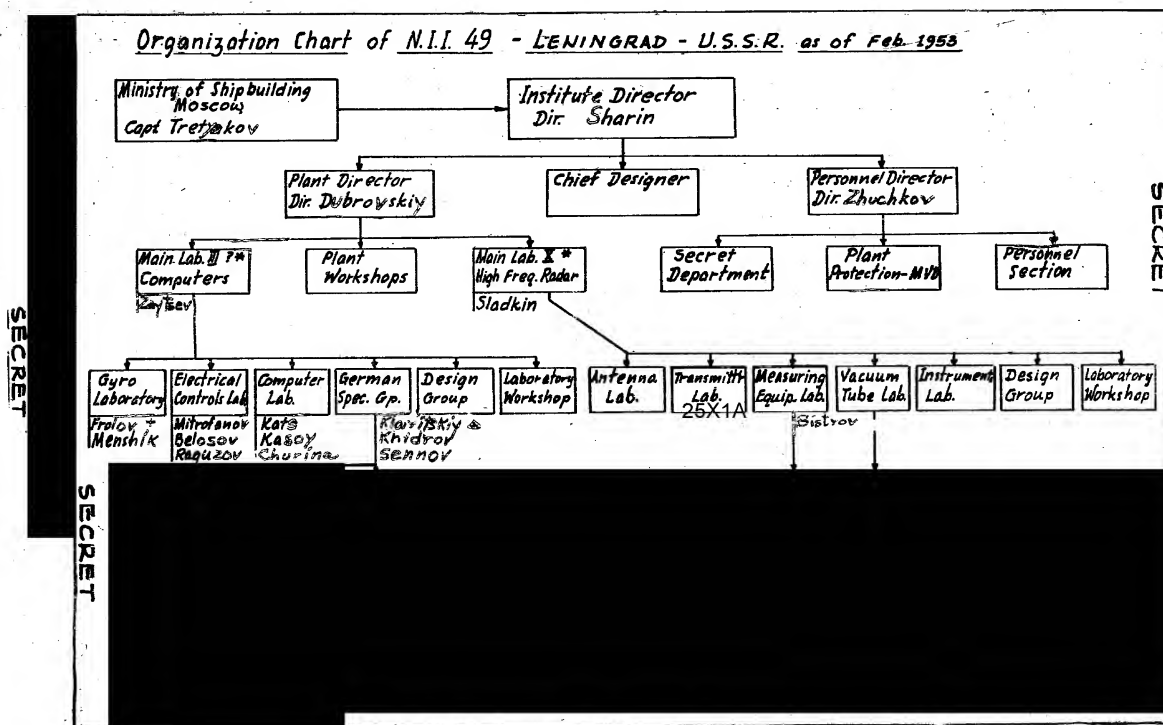 Organization Chart of N.I.I. 49 - LENINGRAD - U.S.S.R. as of Feb. 1953
Ministry of Shipbuilding
Moscow
Capt Tretyakov
Institute Director
Dir. Sharin
Plant Director
Dir. Dubrovskiy
Chief Designer
Personnel Director
Dir. Zhuchkov
Main Lab. III ?*
Computers
Zaytsev
Plant
Workshops
Main Lab. X *
High Freq. Radar
Sladkin
Secret
Department
Plant
Protection-MVD
Personnel
Section
Gyro
Laboratory
Frolov +
Menshik
Electrical
Controls Lab
Mitrofanov
Belosov
Raguzov
Computer
Lab.
Kats
Kasoy
Churina
German
Spec. Gp.
Khidrov
Sennov
Design
Group
Laboratory
Workshop
Antenna
Lab.
Transmittr
Lab.
25X1A
Measuring
Equip. Lab.
Bistrov
Vacuum
Tube Lab.
Instrument
Lab.
Design
Group
Laboratory
Workshop
SECRET
SECRET
SECRET